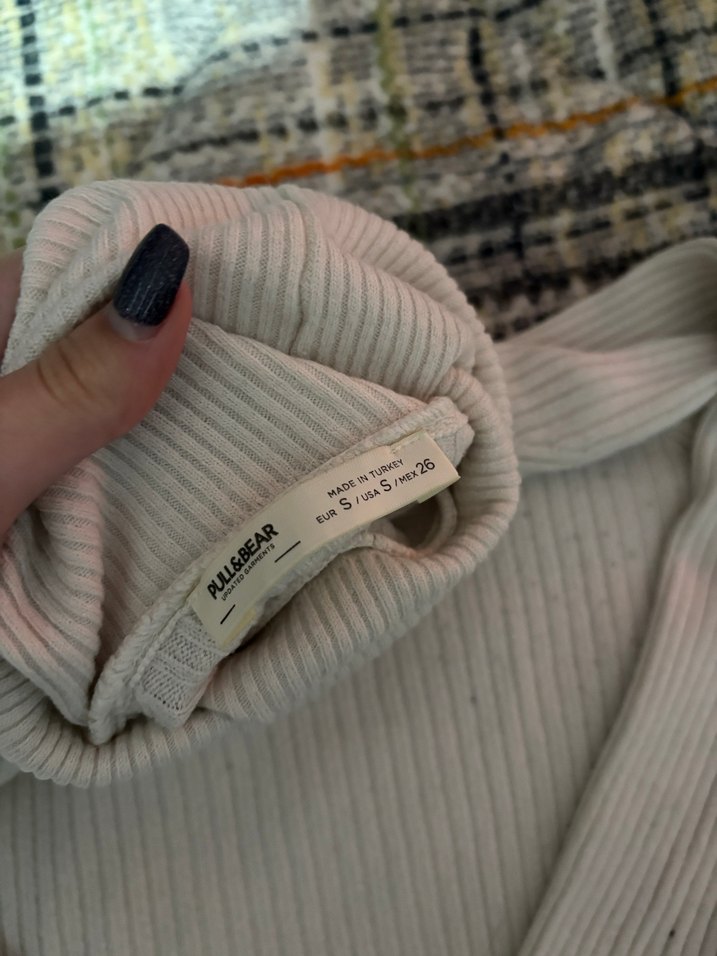 MADE IN TURKEY
EUR S / USA S / MEX 26
PULL&BEAR
UPDATED GARMENTS